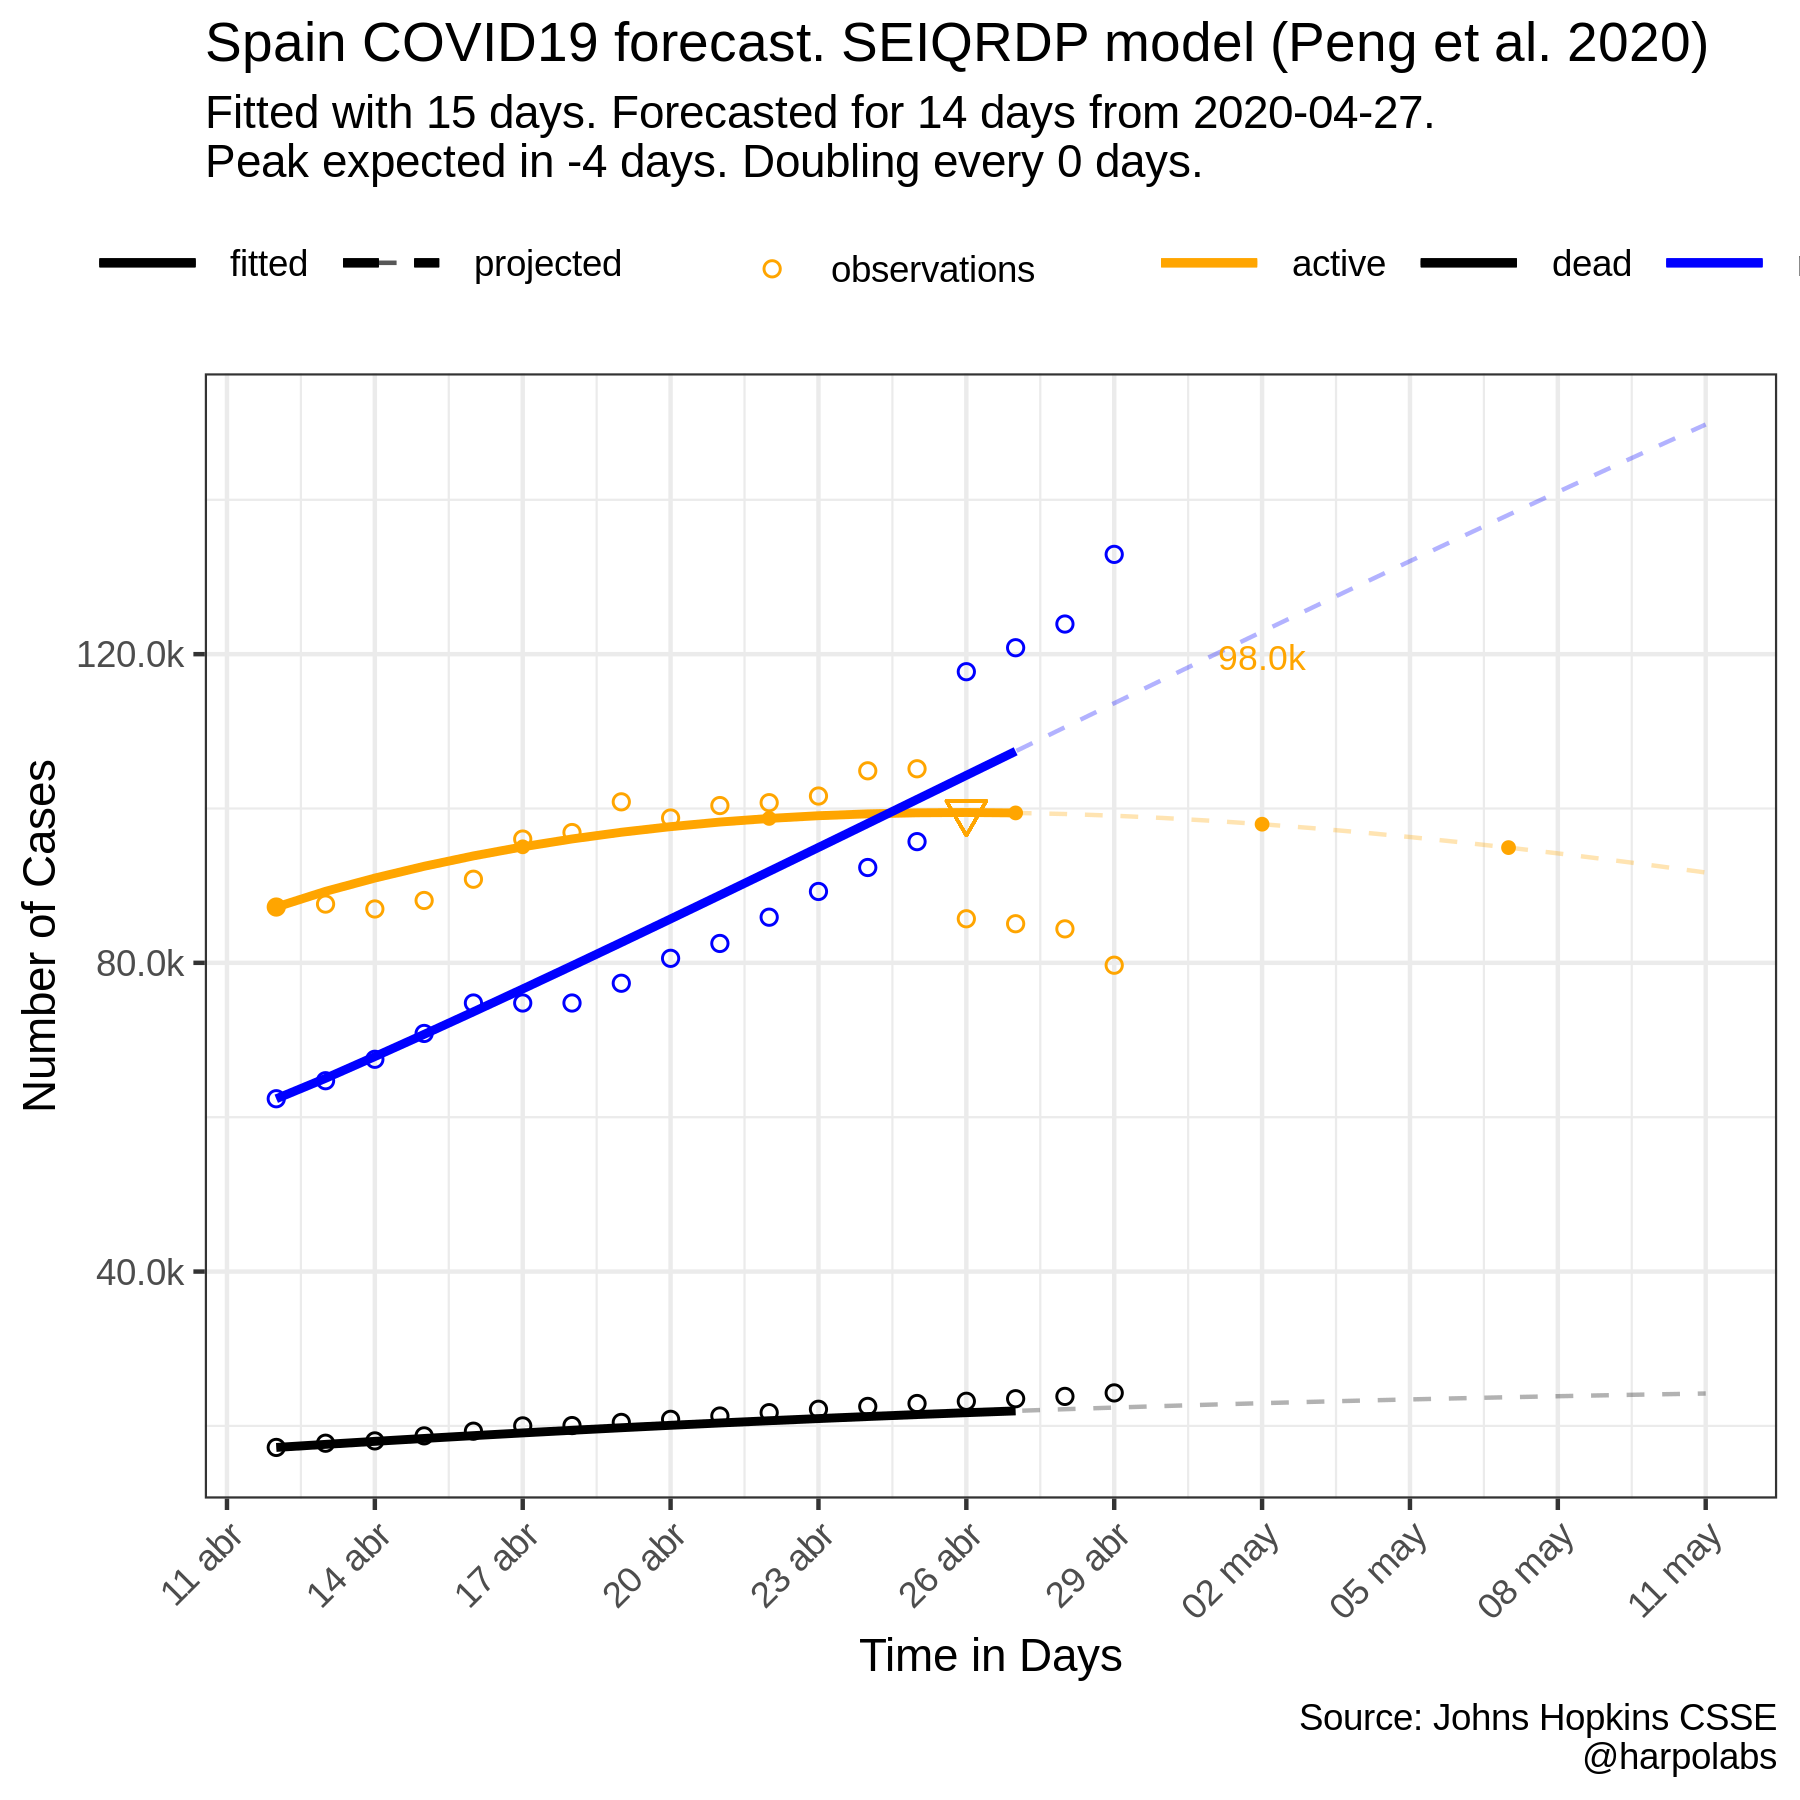 Spain COVID19 forecast. SEIQRDP model (Peng et al. 2020)
Fitted with 15 days. Forecasted for 14 days from 2020-04-27.
Peak expected in -4 days. Doubling every 0 days.
fitted projected observations active dead
98.0k
120.0k
80.0k
40.0k
Number of Cases
11 abr 14 abr 17 abr 20 abr 23 abr 26 abr 29 abr 02 may 05 may 08 may 11 may
Time in Days
Source: Johns Hopkins CSSE
@harpolabs